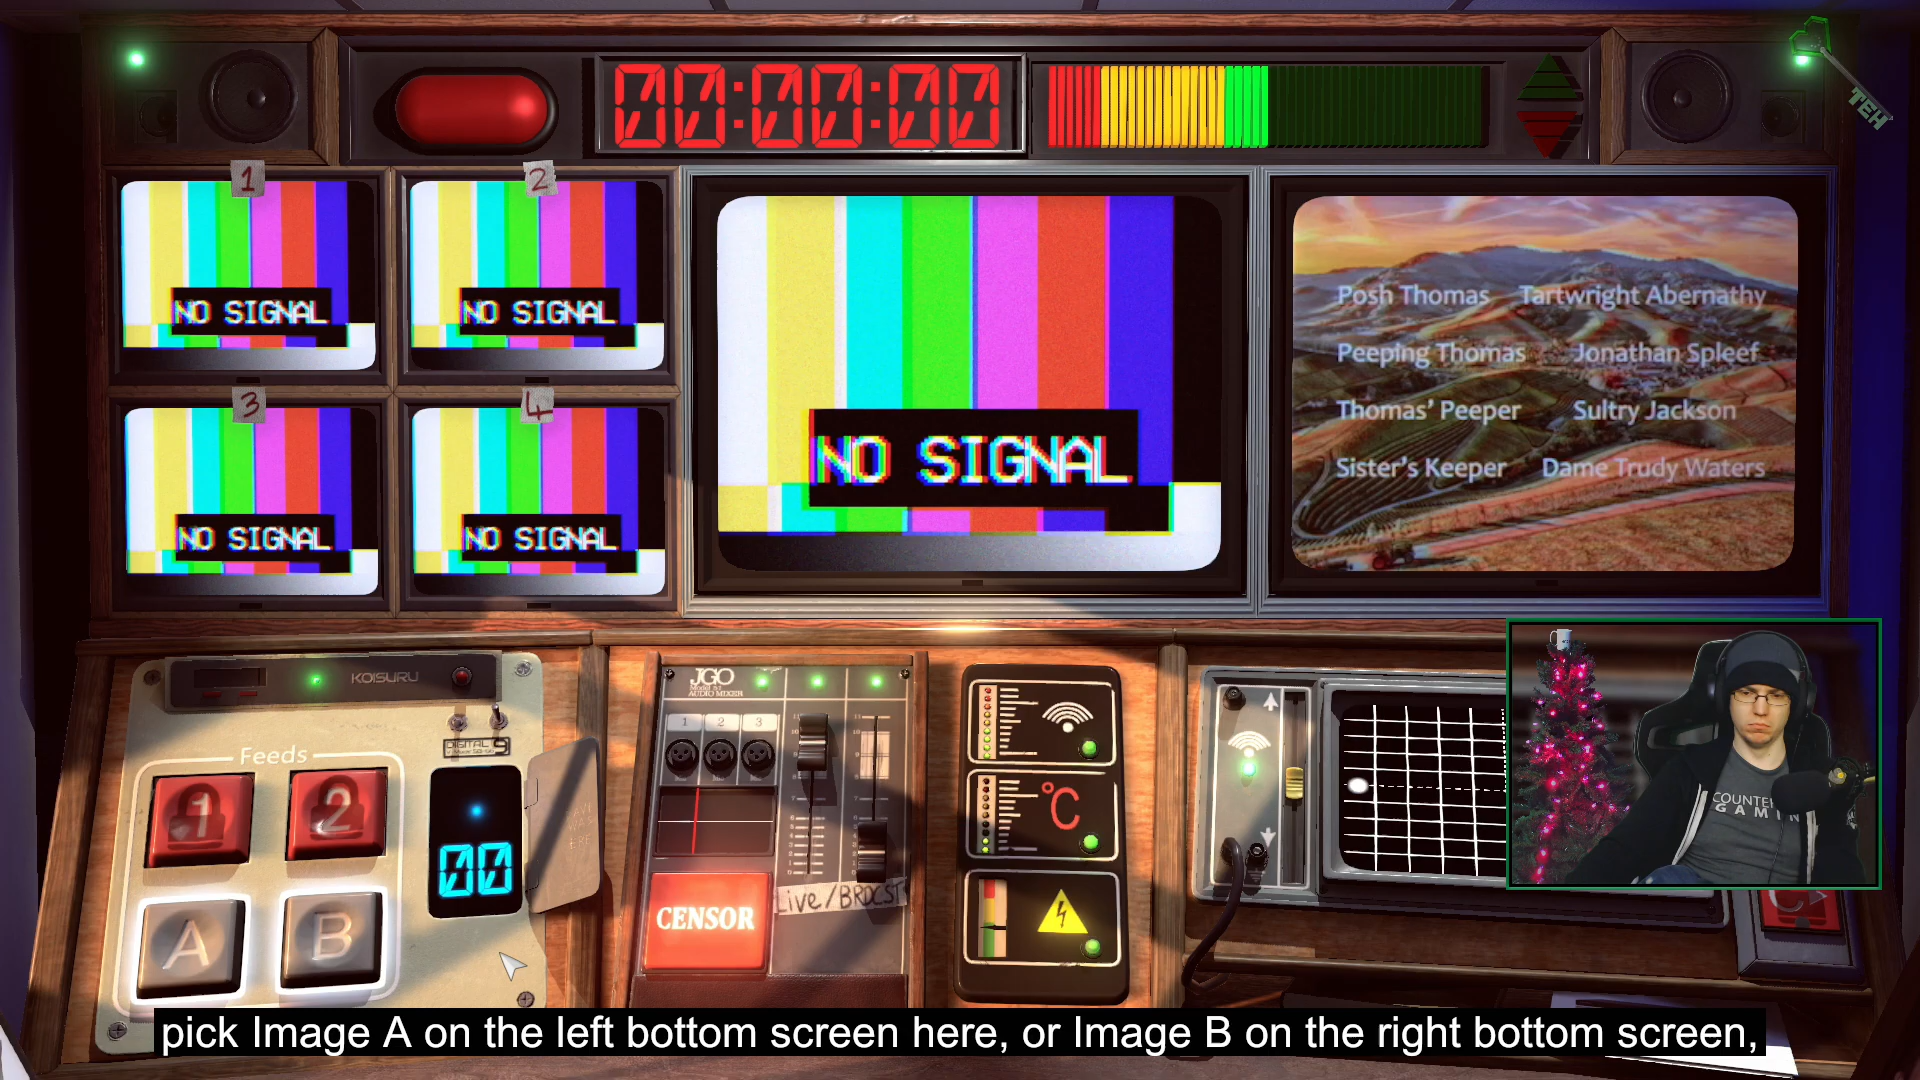 00:00:00
TEH
1
2
NO SIGNAL
NO SIGNAL
3
4
NO SIGNAL
NO SIGNAL
NO SIGNAL
Posh Thomas Tartwright Abernathy
Peeping Thomas Jonathan Spleef
Thomas' Peeper Sultry Jackson
Sister's Keeper Dame Trudy Waters
KOISURU
DIGITAL 9
Feeds
1
2
A
B
00
JGO
AUDIO MIXER
1 2 3
CENSOR
Live/BRDCST
°C
COUNTER
GAMIN
pick Image A on the left bottom screen here, or Image B on the right bottom screen,